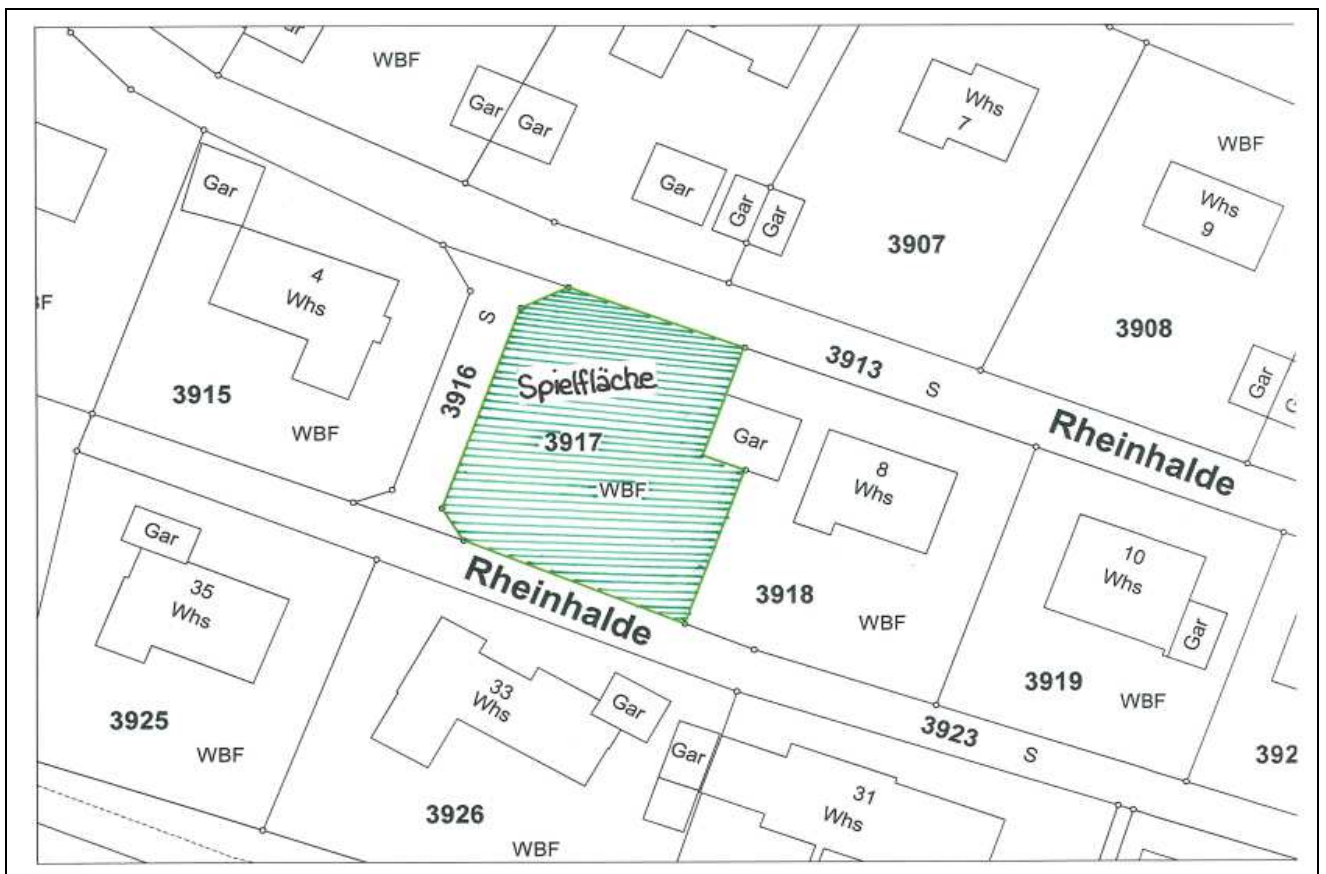 WBF
Gar
Gar
Whs
7
WBF
Gar
Gar
Gar
Gar
Whs
9
3907
4
Whs
S
3913
S
3908
Gar
3916
Spielfläche
3915
WBF
3917
Gar
Rheinhalde
WBF
8
Whs
Gar
35
Whs
Rheinhalde
3918
WBF
10
Whs
Gar
33
Whs
Gar
3919
WBF
3925
WBF
Gar
3923
S
392
3926
WBF
31
Whs